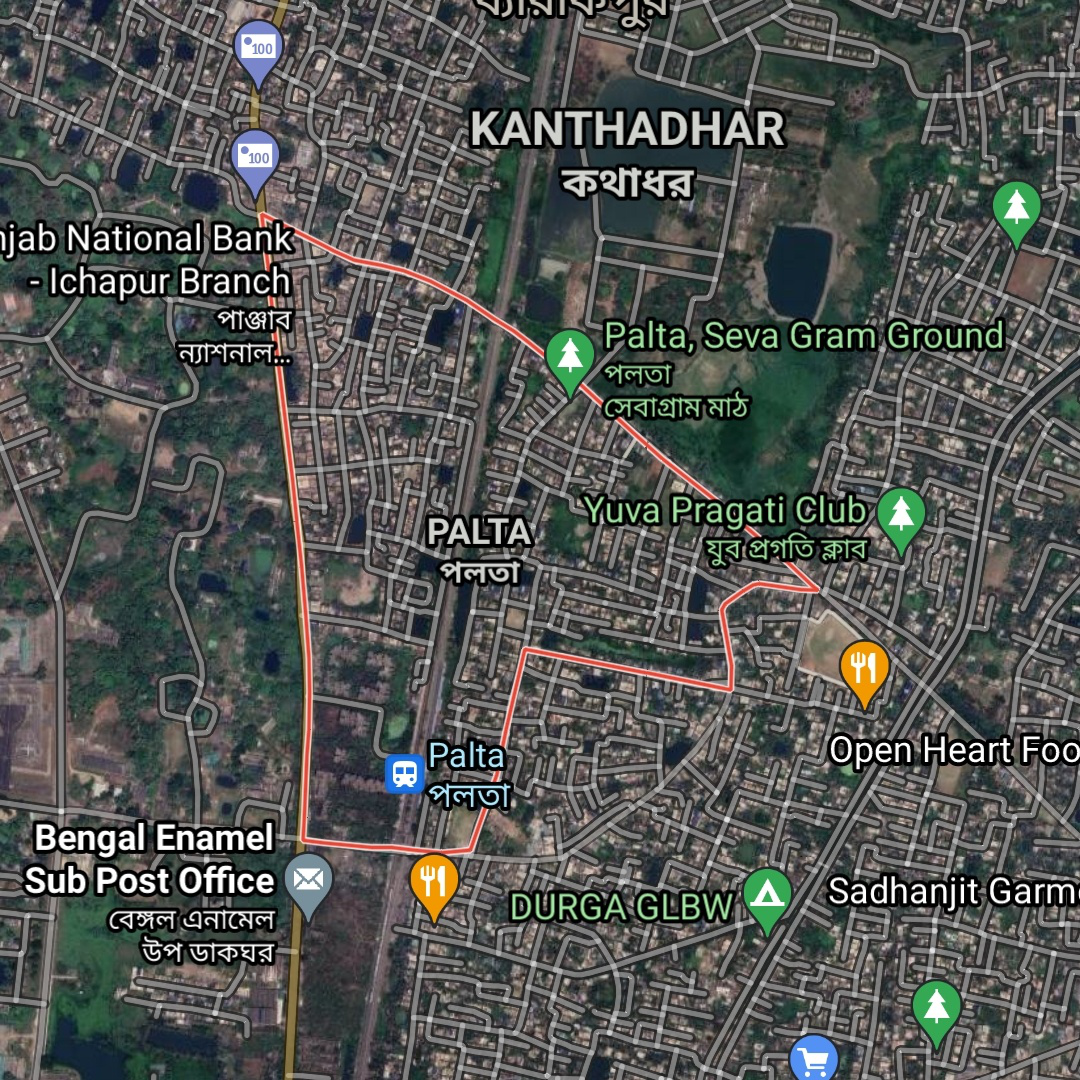 ব্যারাকপুর
100
KANTHADHAR
কথাধর
100
njab National Bank
- Ichapur Branch
পাঞ্জাব
ন্যাশনাল...
Palta, Seva Gram Ground
পলতা
সেবাগ্রাম মাঠ
Yuva Pragati Club
যুব প্রগতি ক্লাব
PALTA
পলতা
Open Heart Foo
Palta
পলতা
Bengal Enamel
Sub Post Office
বেঙ্গল এনামেল
উপ ডাকঘর
DURGA GLBW
Sadhanjit Garm